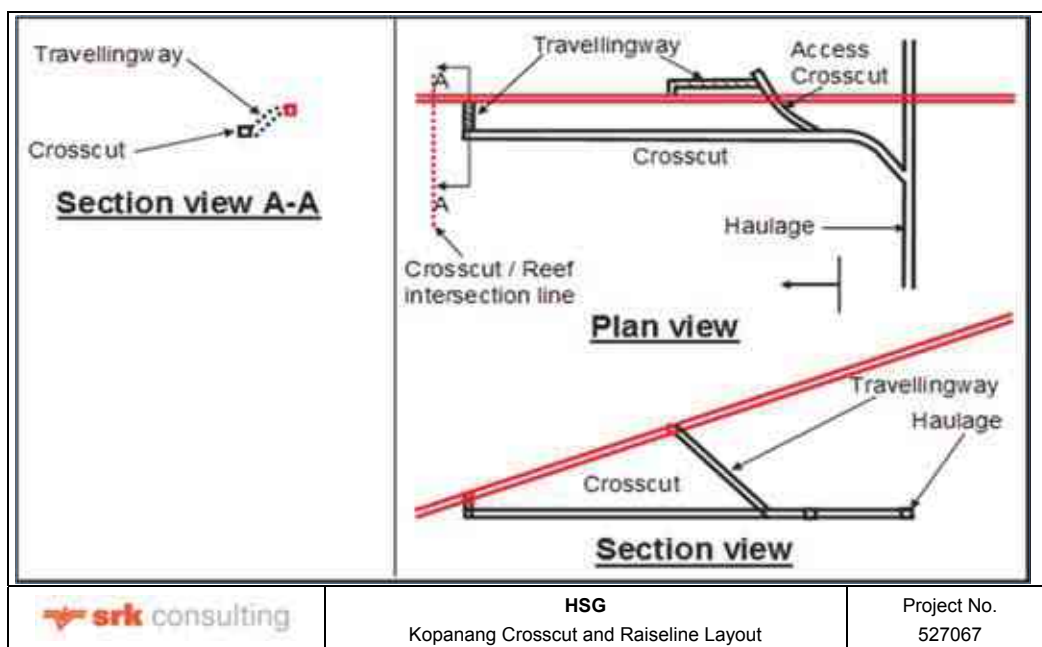 Travellingway
Crosscut
Section view A-A
Travellingway
Access
Crosscut
A
Crosscut
A
Haulage
Crosscut / Reef
intersection line
Plan view
Travellingway
Haulage
Crosscut
Section view
srk consulting
HSG
Kopanang Crosscut and Raiseline Layout
Project No.
527067